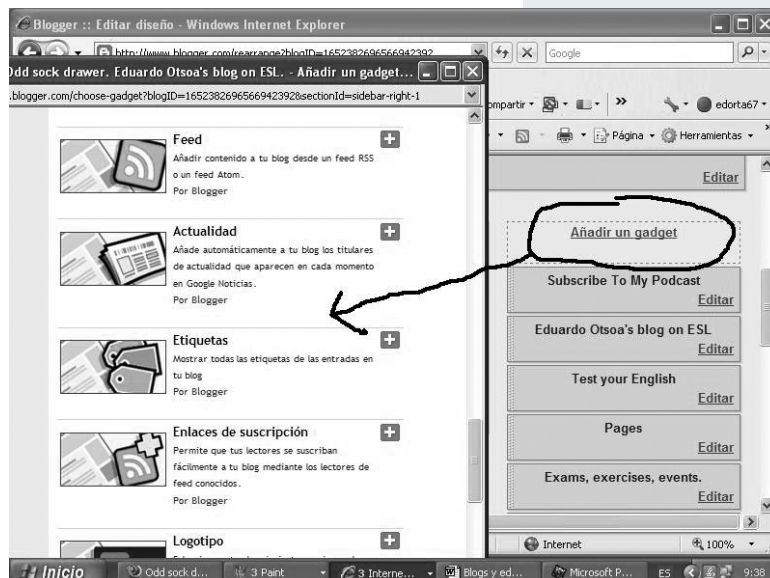 Blogger :: Editar diseño - Windows Internet Explorer
http://www.blogger.com/rearrange?blogID=1652382696566942392
Google
Odd sock drawer. Eduardo Otsoa's blog on ESL. - Añadir un gadget...
.blogger.com/choose-gadget?blogID=1652382696566942392&sectionId=sidebar-right-1
ompartir
»
edorta67
Página
Herramientas
»
Feed
Añadir contenido a tu blog desde un feed RSS
o un feed Atom.
Por Blogger
Actualidad
Añade automáticamente a tu blog los titulares
de actualidad que aparecen en cada momento
en Google Noticias.
Por Blogger
Etiquetas
Mostrar todas las etiquetas de las entradas en
tu blog
Por Blogger
Enlaces de suscripción
Permite que tus lectores se suscriban
fácilmente a tu blog mediante los lectores de
feed conocidos.
Por Blogger
Logotipo
Editar
Añadir un gadget
Subscribe To My Podcast
Editar
Eduardo Otsoa's blog on ESL
Editar
Test your English
Editar
Pages
Editar
Exams, exercises, events.
Editar
Internet
100%
Inicio
Odd sock d...
3 Paint
3 Interne...
Blogs y ed...
Microsoft P...
ES
9:38